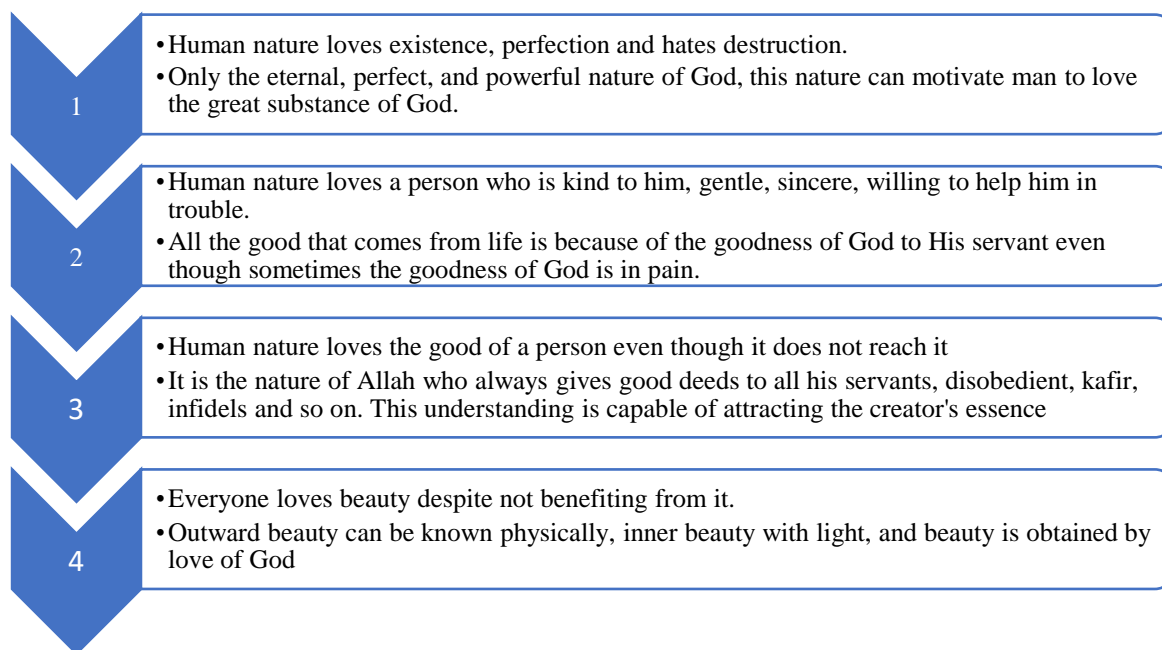 1
•Human nature loves existence, perfection and hates destruction.
•Only the eternal, perfect, and powerful nature of God, this nature can motivate man to love
the great substance of God.
2
•Human nature loves a person who is kind to him, gentle, sincere, willing to help him in
trouble.
•All the good that comes from life is because of the goodness of God to His servant even
though sometimes the goodness of God is in pain.
3
•Human nature loves the good of a person even though it does not reach it
•It is the nature of Allah who always gives good deeds to all his servants, disobedient, kafir,
infidels and so on. This understanding is capable of attracting the creator's essence
4
•Everyone loves beauty despite not benefiting from it.
•Outward beauty can be known physically, inner beauty with light, and beauty is obtained by
love of God